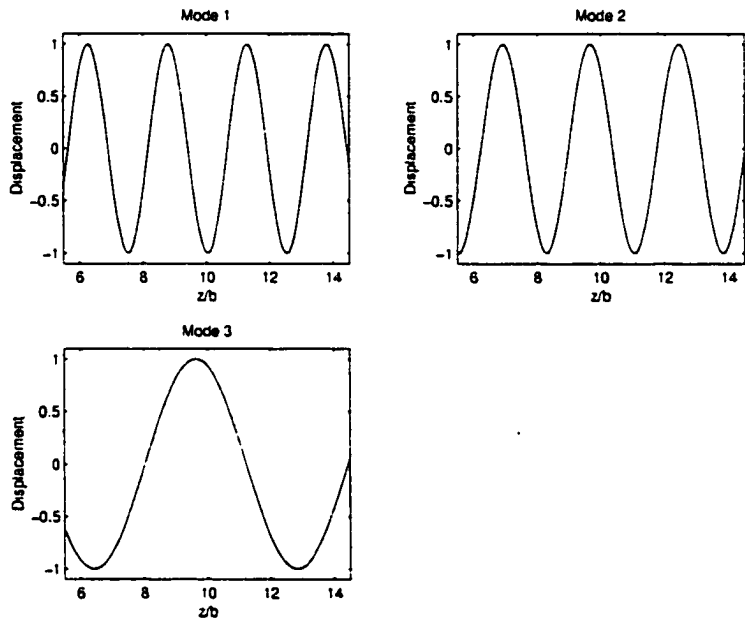 Mode 1
1
0.5
0
−0.5
−1
Displacement
6 8 10 12 14
z/b
Mode 2
1
0.5
0
−0.5
−1
Displacement
6 8 10 12 14
z/b
Mode 3
1
0.5
0
−0.5
−1
Displacement
6 8 10 12 14
z/b